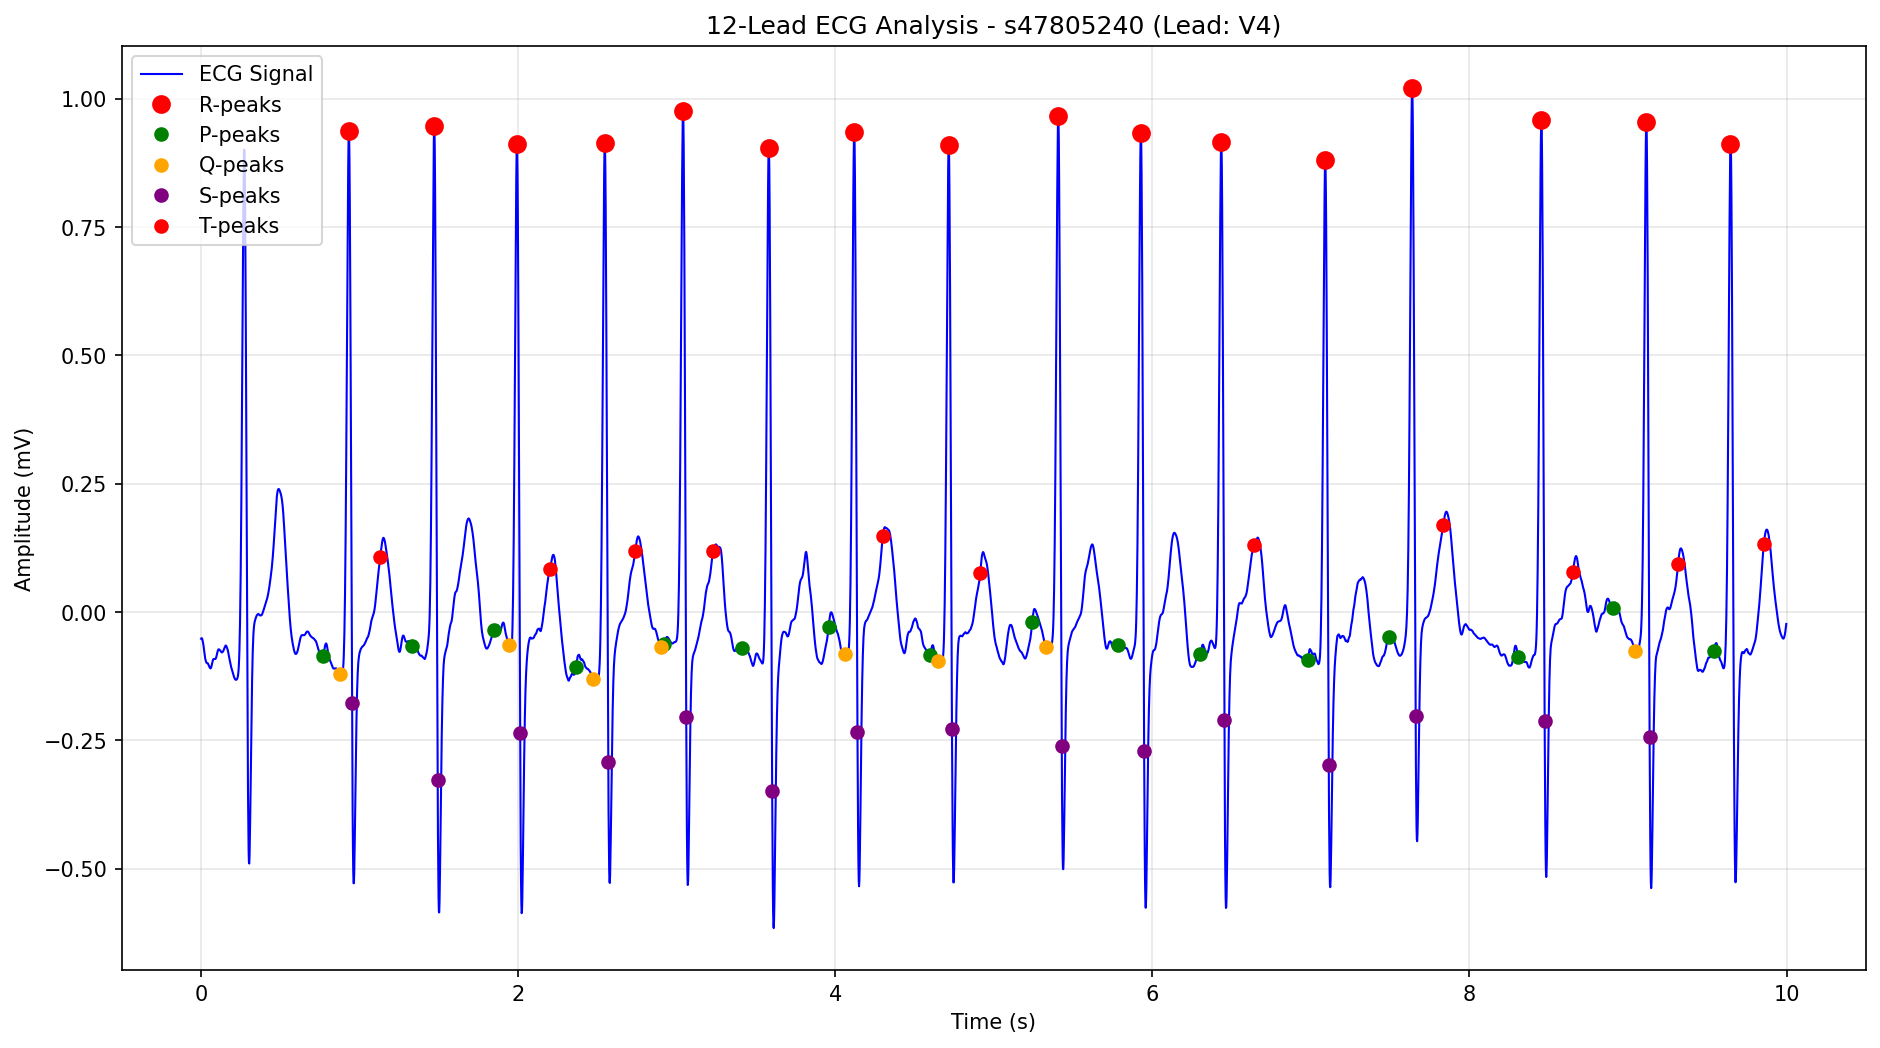 12-Lead ECG Analysis - s47805240 (Lead: V4)
ECG Signal
R-peaks
P-peaks
Q-peaks
S-peaks
T-peaks
1.00
0.75
0.50
0.25
0.00
−0.25
−0.50
Amplitude (mV)
0 2 4 6 8 10
Time (s)